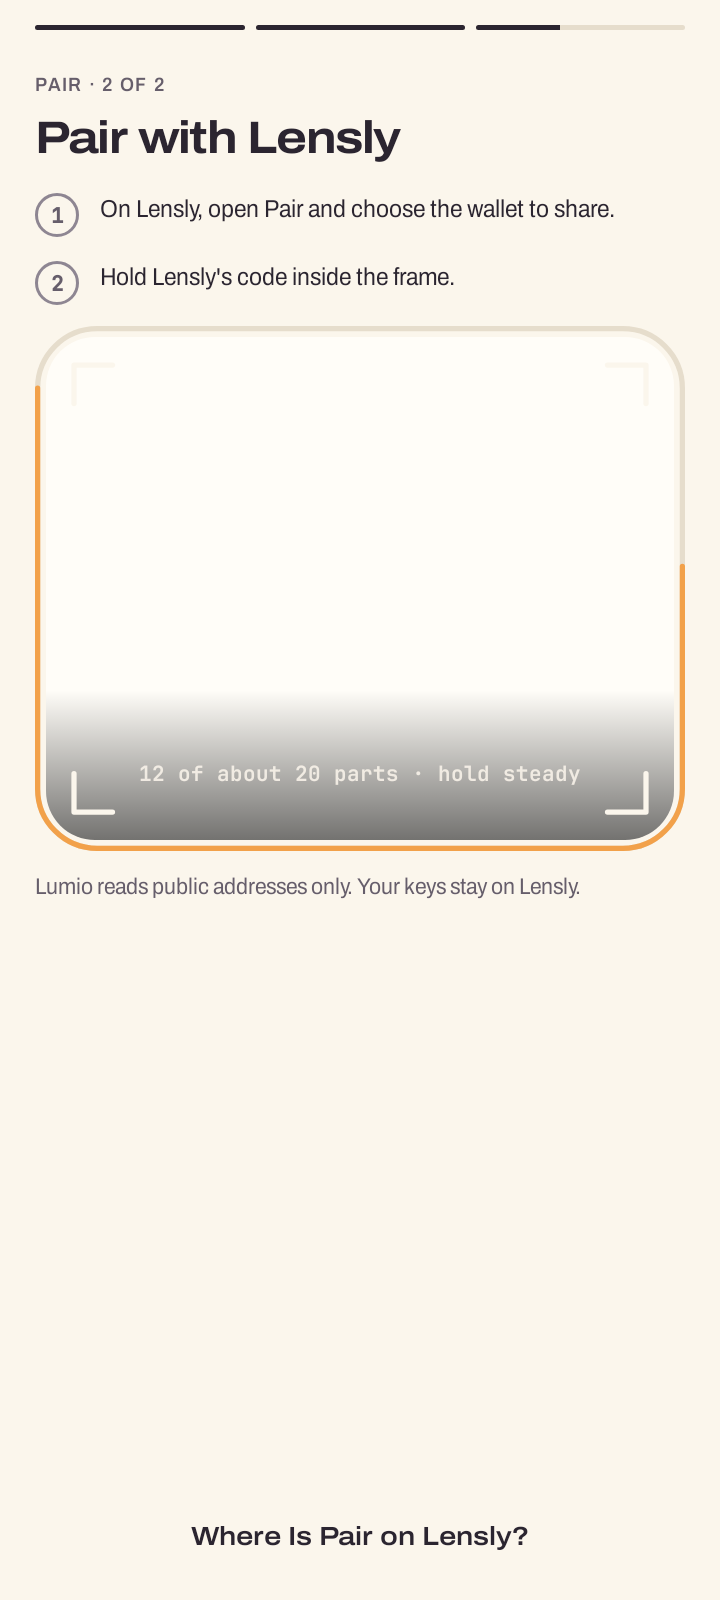 PAIR · 2 OF 2
Pair with Lensly
1 On Lensly, open Pair and choose the wallet to share.
2 Hold Lensly's code inside the frame.
12 of about 20 parts · hold steady
Lumio reads public addresses only. Your keys stay on Lensly.
Where Is Pair on Lensly?